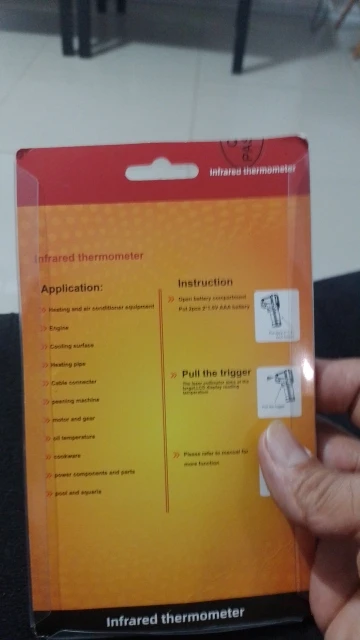 Infrared thermometer
Infrared thermometer
Application:
heating and air conditioner equipment
Engine
Cooling surface
Heating pipe
Cable connector
motor and gear
oil temperature
cookware
power components and parts
pool and aquaria
Instruction
Open battery compartment
Put 2pcs 1.5V AAA battery
Pull the trigger
Please refer to manual for
more function
Infrared thermometer